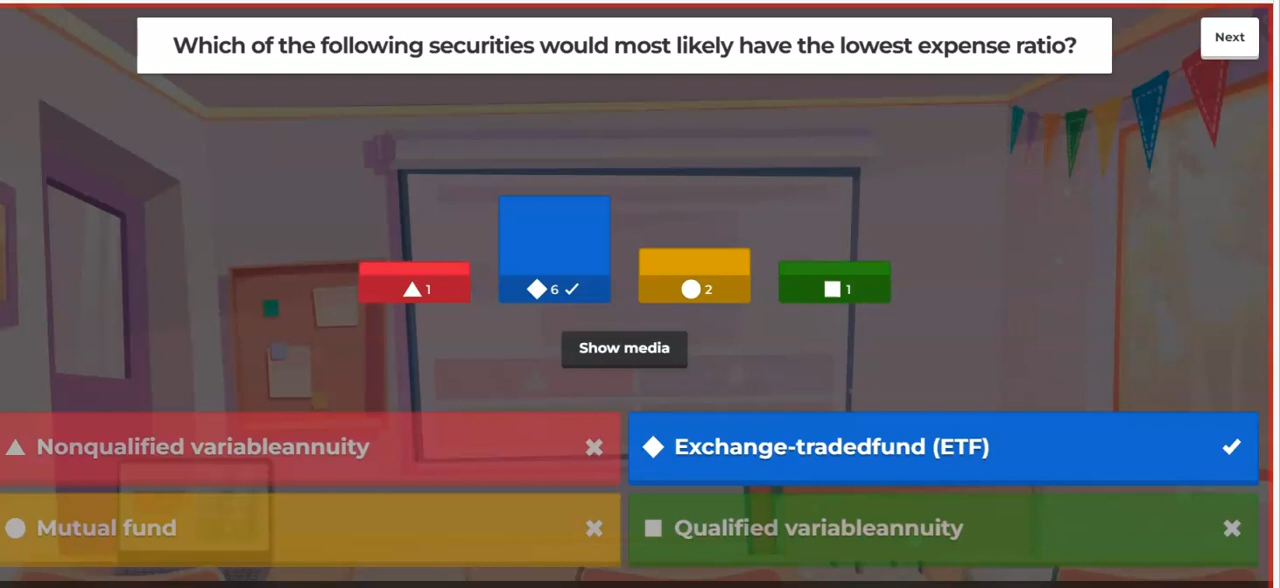 Which of the following securities would most likely have the lowest expense ratio?
Next
1
6
2
1
Show media
Nonqualified variableannuity
Exchange-tradedfund (ETF)
Mutual fund
Qualified variableannuity